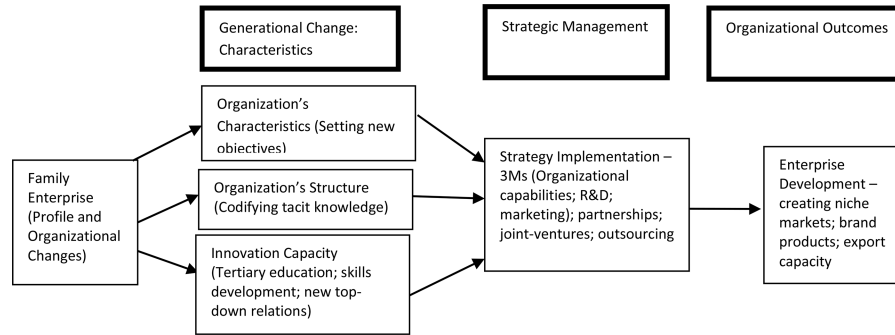 Generational Change:
Characteristics
Strategic Management
Organizational Outcomes
Family
Enterprise
(Profile and
Organizational
Changes)
Organization’s
Characteristics (Setting new
objectives)
Organization’s Structure
(Codifying tacit knowledge)
Innovation Capacity
(Tertiary education; skills
development; new top-
down relations)
Strategy Implementation –
3Ms (Organizational
capabilities; R&D;
marketing); partnerships;
joint-ventures; outsourcing
Enterprise
Development –
creating niche
markets; brand
products; export
capacity